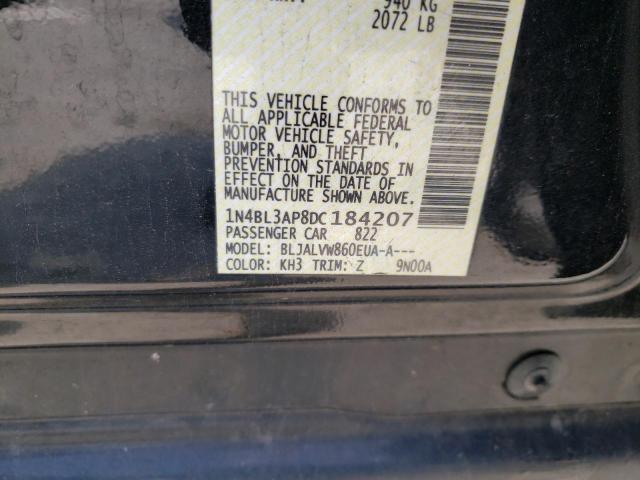 940 KG
2072 LB
THIS VEHICLE CONFORMS TO
ALL APPLICABLE FEDERAL
MOTOR VEHICLE SAFETY,
BUMPER, AND THEFT
PREVENTION STANDARDS IN
EFFECT ON THE DATE OF
MANUFACTURE SHOWN ABOVE.
1N4BL3AP8DC184207
PASSENGER CAR 822
MODEL: BLJALVW860EUA-A---
COLOR: KH3 TRIM: Z 9N00A